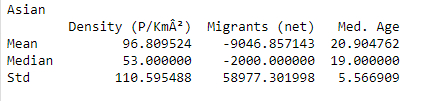 Asian
Density (P/KmÂ²) Migrants (net) Med. Age
Mean 96.809524 -9046.857143 20.904762
Median 53.000000 -2000.000000 19.000000
Std 110.595488 58977.301998 5.566909